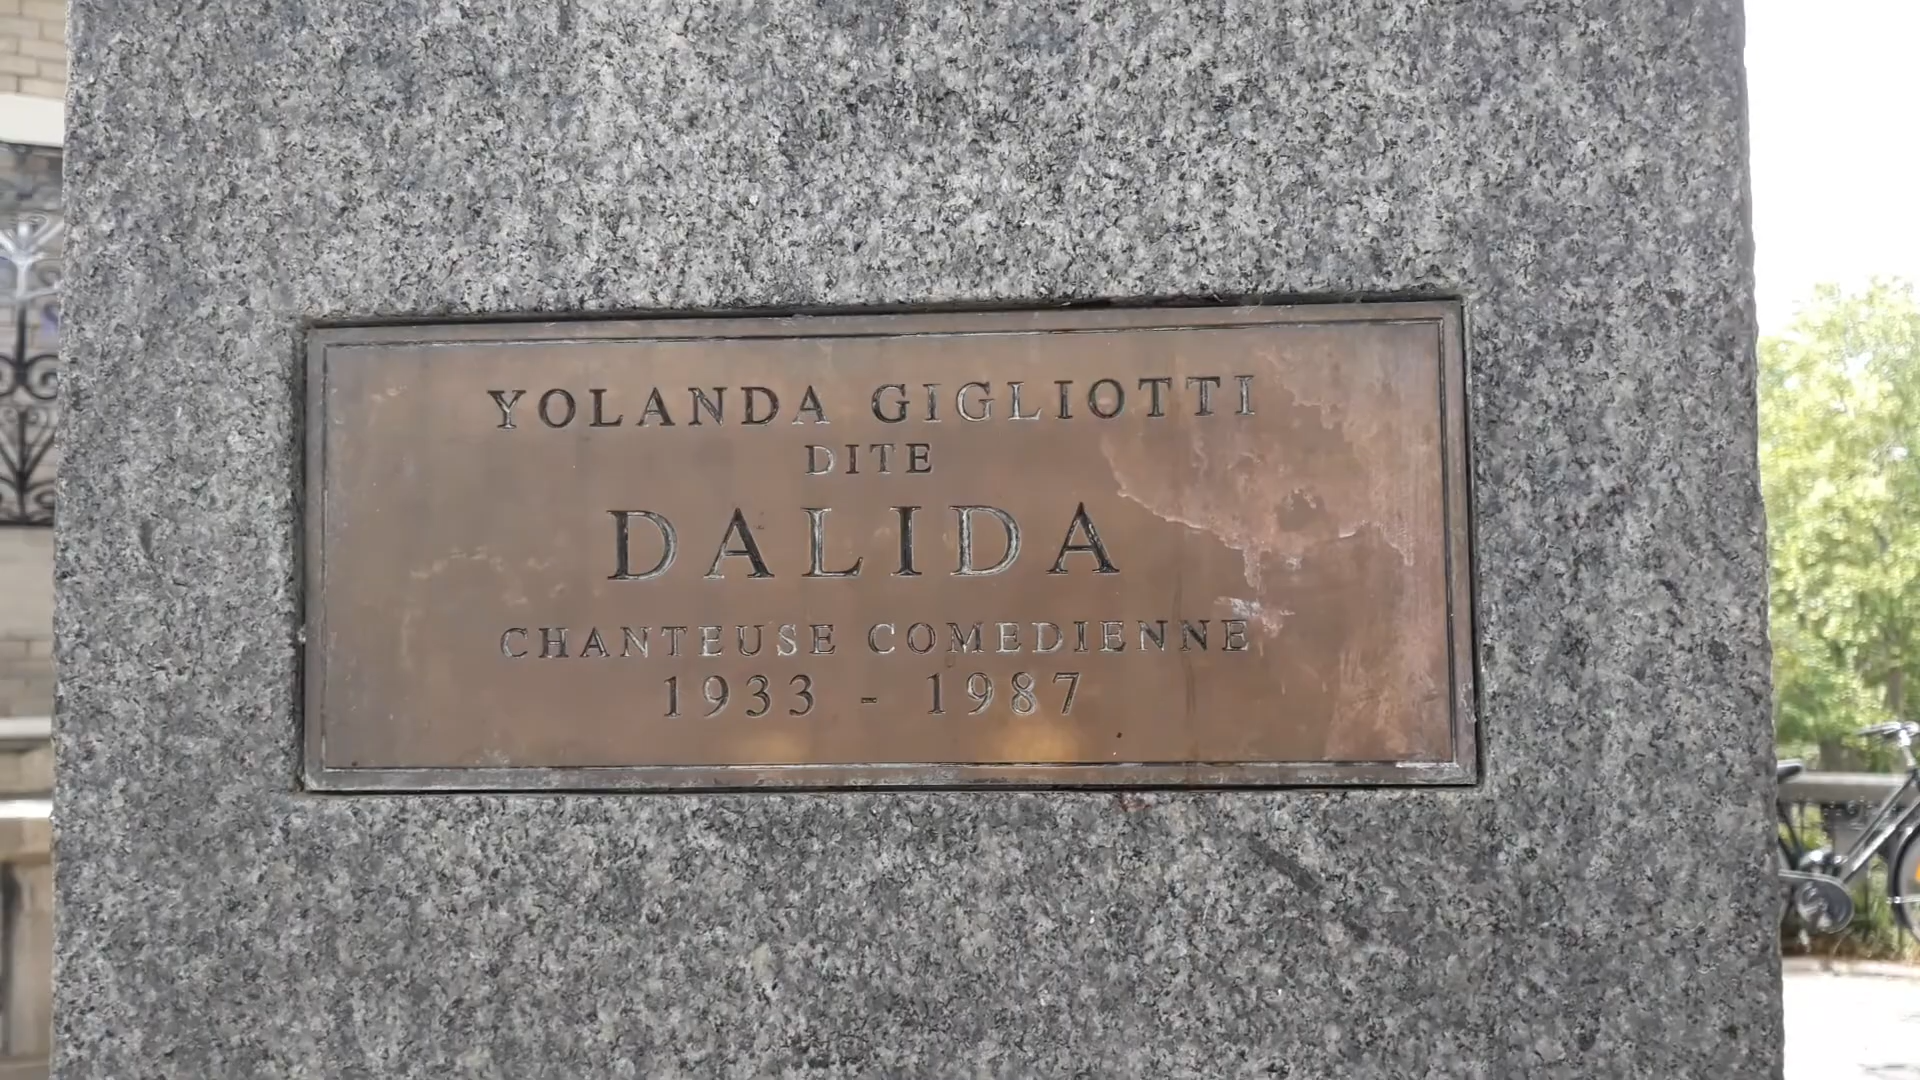 YOLANDA GIGLIOTTI
DITE
DALIDA
CHANTEUSE COMEDIENNE
1933 - 1987